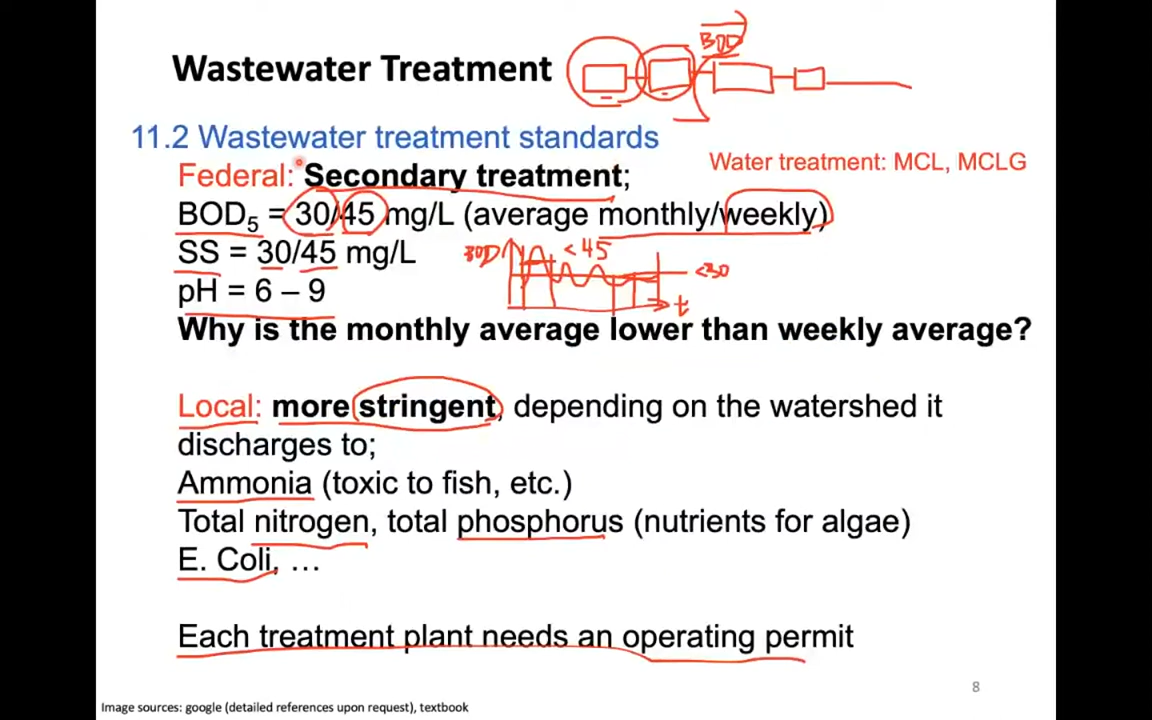 Wastewater Treatment
BOD
11.2 Wastewater treatment standards
Water treatment: MCL, MCLG
Federal: Secondary treatment;
BOD5 = 30/45 mg/L (average monthly/weekly)
SS = 30/45 mg/L
BOD <45
<30
pH = 6 – 9
t
Why is the monthly average lower than weekly average?
Local: more stringent, depending on the watershed it
discharges to;
Ammonia (toxic to fish, etc.)
Total nitrogen, total phosphorus (nutrients for algae)
E. Coli, …
Each treatment plant needs an operating permit
8
Image sources: google (detailed references upon request), textbook